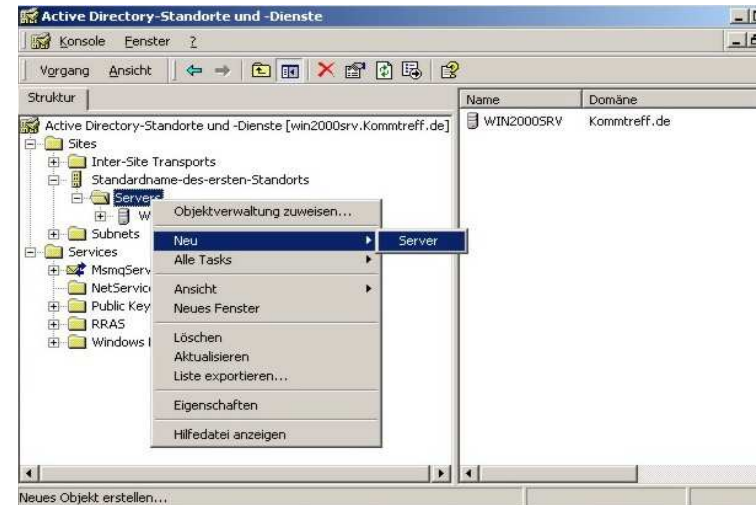 Active Directory-Standorte und -Dienste
Konsole Fenster ?
Vorgang Ansicht
Struktur
Name Domäne
Active Directory-Standorte und -Dienste [win2000srv.Kommtreff.de]
WIN2000SRV Kommtreff.de
Sites
Inter-Site Transports
Standardname-des-ersten-Standorts
Servers
W
Subnets
Services
MsmqServ
NetServic
Public Key
RRAS
Windows
Objektverwaltung zuweisen...
Neu
Server
Alle Tasks
Ansicht
Neues Fenster
Löschen
Aktualisieren
Liste exportieren...
Eigenschaften
Hilfedatei anzeigen
Neues Objekt erstellen...